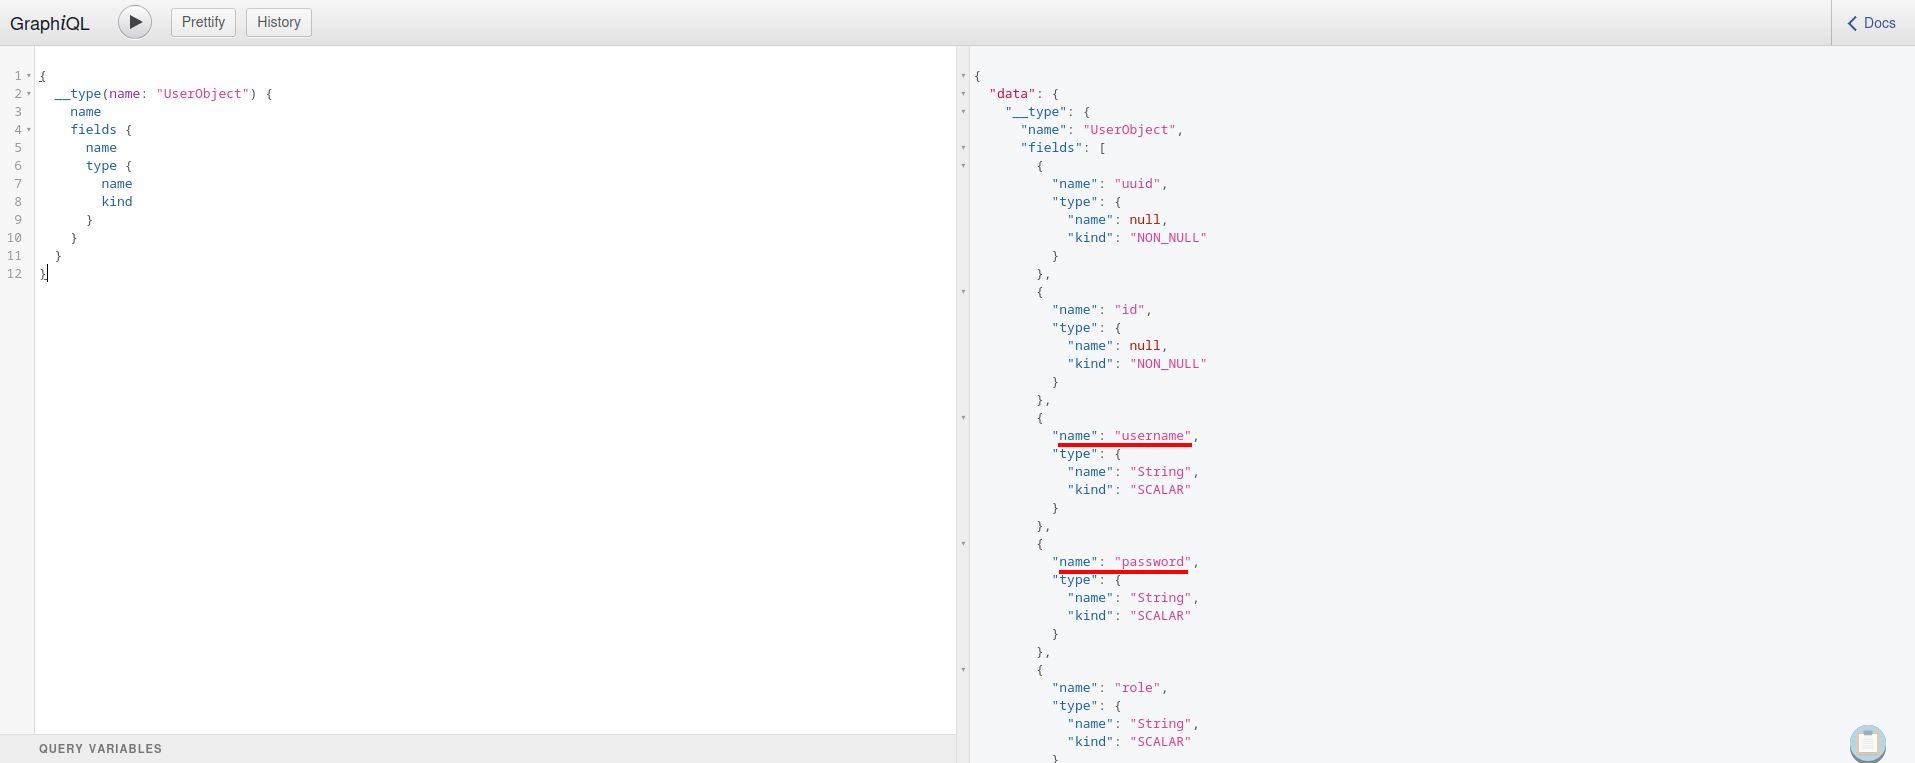 GraphiQL Prettify History Docs
1 {
2 __type(name: "UserObject") {
3 name
4 fields {
5 name
6 type {
7 name
8 kind
9 }
10 }
11 }
12 }
QUERY VARIABLES
{
"data": {
"__type": {
"name": "UserObject",
"fields": [
{
"name": "uuid",
"type": {
"name": null,
"kind": "NON_NULL"
}
},
{
"name": "id",
"type": {
"name": null,
"kind": "NON_NULL"
}
},
{
"name": "username",
"type": {
"name": "String",
"kind": "SCALAR"
}
},
{
"name": "password",
"type": {
"name": "String",
"kind": "SCALAR"
}
},
{
"name": "role",
"type": {
"name": "String",
"kind": "SCALAR"
}